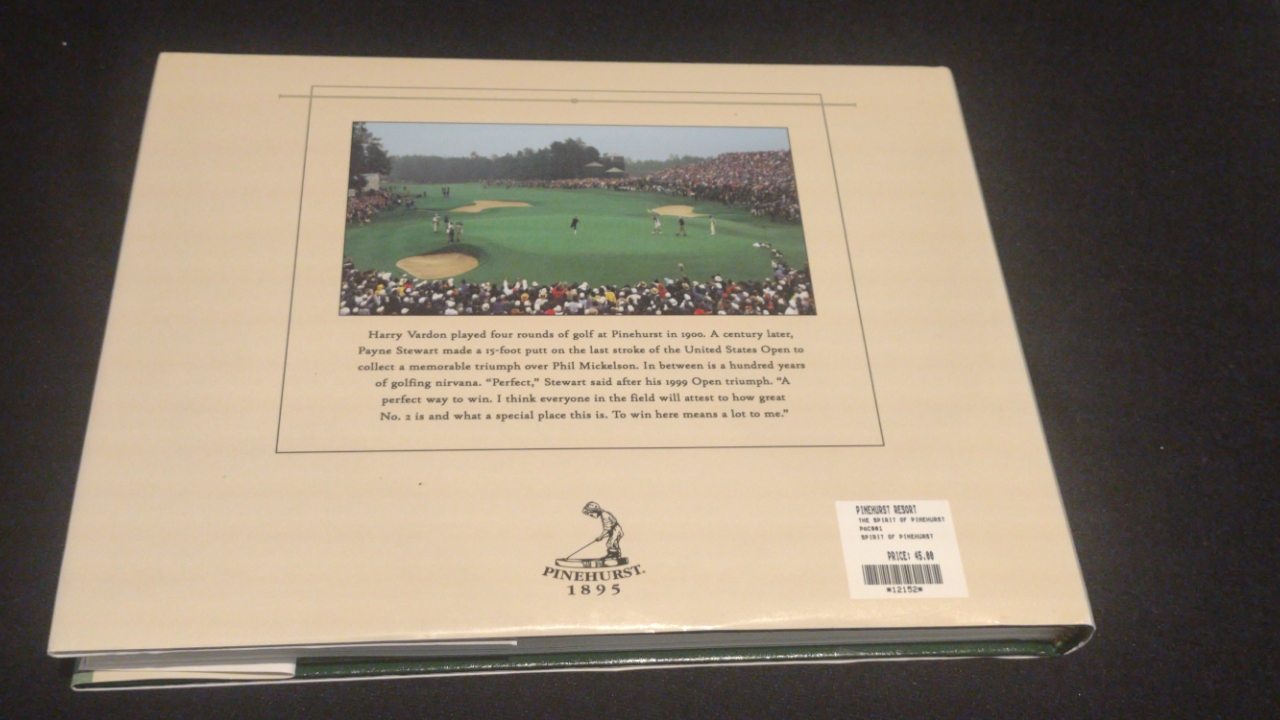 Harry Vardon played four rounds of golf at Pinehurst in 1900. A century later,
Payne Stewart made a 15-foot putt on the last stroke of the United States Open to
collect a memorable triumph over Phil Mickelson. In between is a hundred years
of golfing nirvana. “Perfect,” Stewart said after his 1999 Open triumph. “A
perfect way to win. I think everyone in the field will attest to how great
No. 2 is and what a special place this is. To win here means a lot to me.”
PINEHURST.
1895
PINEHURST RESORT
THE SPIRIT OF PINEHURST
PAC001
SPIRIT OF PINEHURST
PRICE: 45.00
*12152*